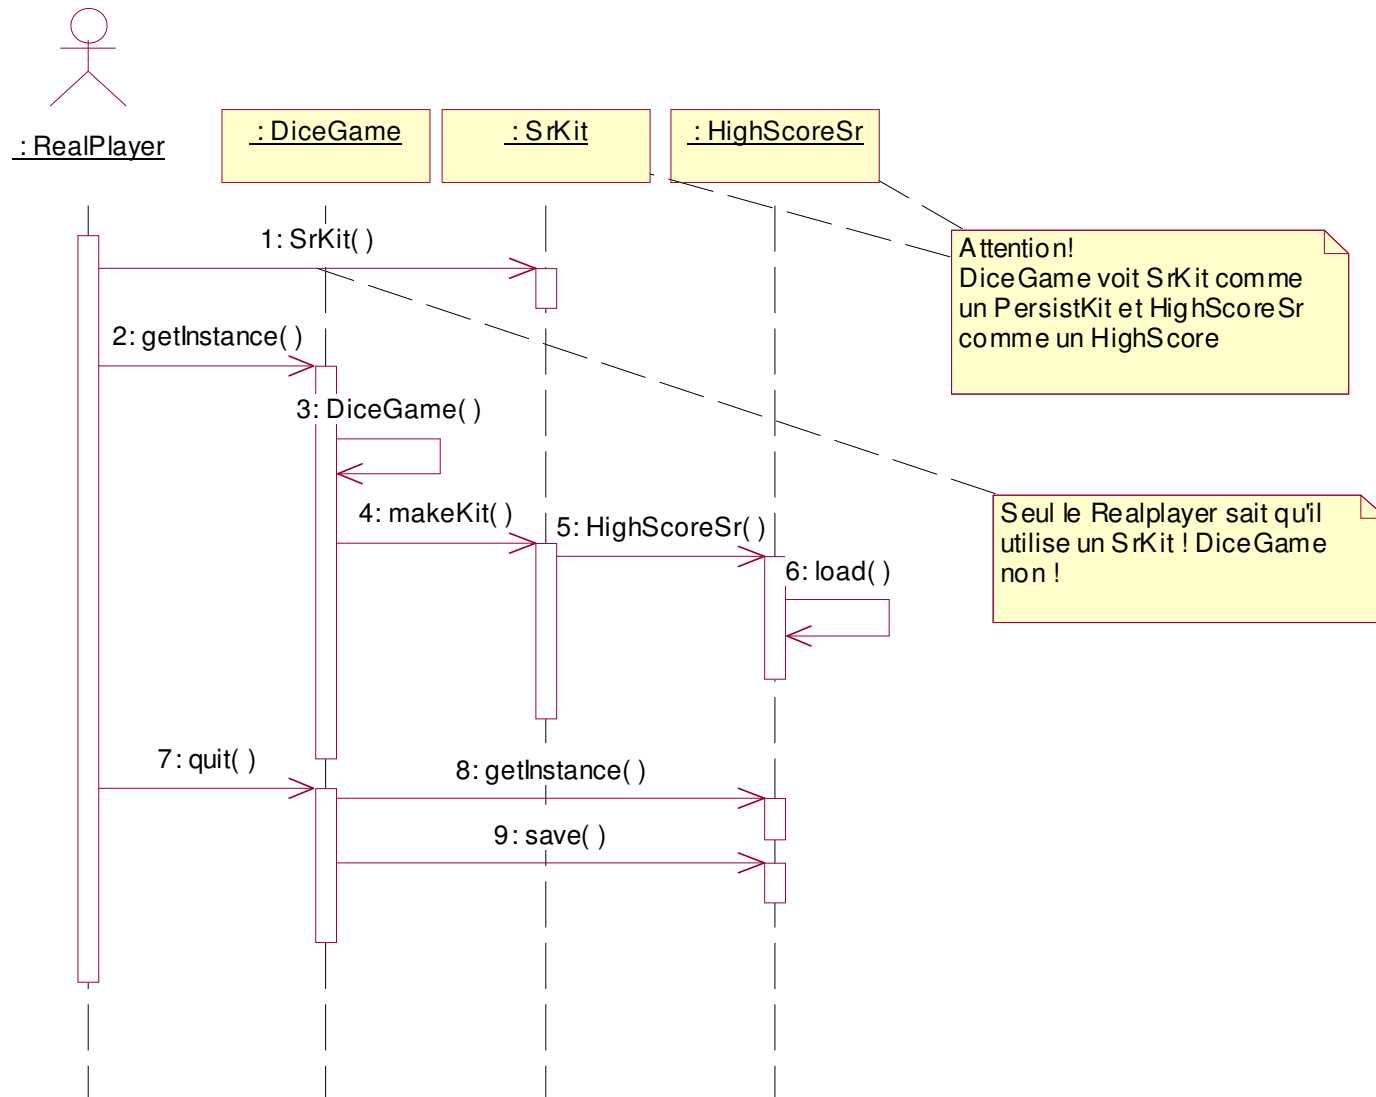 : RealPlayer
: DiceGame
: SrKit
: HighScoreSr
1: SrKit( )
Attention!
DiceGame voit SrKit comme
un PersistKit et HighScoreSr
comme un HighScore
2: getInstance( )
3: DiceGame( )
4: makeKit( )
5: HighScoreSr( )
6: load( )
Seul le Realplayer sait qu'il
utilise un SrKit ! DiceGame
non !
7: quit( )
8: getInstance( )
9: save( )